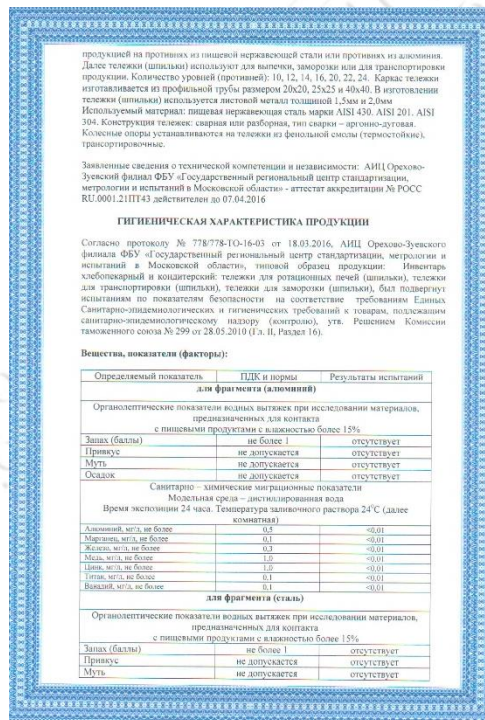 продукцией на противнях из пищевой нержавеющей стали или противнях из алюминия.
Далее тележки (шпильки) используют для выпечки, заморозки или для транспортировки
продукции. Количество уровней (противней): 10, 12, 14, 16, 20, 22, 24. Каркас тележки
изготавливается из профильной трубы размером 20х20, 25х25 и 40х40. В изготовлении
тележки (шпильки) используется листовой металл толщиной 1,5мм и 2,0мм
Используемый материал: пищевая нержавеющая сталь марки AISI 430. AISI 201. AISI
304. Конструкция тележек: сварная или разборная, тип сварки – аргонно-дуговая.
Колесные опоры устанавливаются на тележки из фенольной смолы (термостойкие),
трансортировочные.
Заявленные сведения о технической компетенции и независимости: АИЦ Орехово-
Зуевский филиал ФБУ «Государственный региональный центр стандартизации,
метрологии и испытаний в Московской области» - аттестат аккредитации № РОСС
RU.0001.21ПТ43 действителен до 07.04.2016
ГИГИЕНИЧЕСКАЯ ХАРАКТЕРИСТИКА ПРОДУКЦИИ
Согласно протоколу № 778/778-ТО-16-03 от 18.03.2016, АИЦ Орехово-Зуевского
филиала ФБУ «Государственный региональный центр стандартизации, метрологии и
испытаний в Московской области», типовой образец продукции: Инвентарь
хлебопекарный и кондитерский: тележки для ротационных печей (шпильки), тележки
для транспортировки (шпильки), тележки для заморозки (шпильки), был подвергнут
испытаниям по показателям безопасности на соответствие требованиям Единых
Санитарно-эпидемиологических и гигиенических требований к товарам, подлежащим
санитарно-эпидемиологическому надзору (контролю), утв. Решением Комиссии
таможенного союза № 299 от 28.05.2010 (Гл. II, Раздел 16).
Вещества, показатели (факторы):
Определяемый показатель ПДК и нормы Результаты испытаний
для фрагмента (алюминий)
Органолептические показатели водных вытяжек при исследовании материалов,
предназначенных для контакта
с пищевыми продуктами с влажностью более 15%
Запах (баллы) не более 1 отсутствует
Привкус не допускается отсутствует
Муть не допускается отсутствует
Осадок не допускается отсутствует
Санитарно – химические миграционные показатели
Модельная среда – дистиллированная вода
Время экспозиции 24 часа. Температура заливочного раствора 24°С (далее
комнатная)
Алюминий, мг/л, не более 0,5 <0,01
Марганец, мг/л, не более 0,1 <0,01
Железо, мг/л, не более 0,3 <0,01
Медь, мг/л, не более 1,0 <0,01
Цинк, мг/л, не более 1,0 <0,01
Титан, мг/л, не более 0,1 <0,01
Ванадий, мг/л, не более 0,1 <0,01
для фрагмента (сталь)
Органолептические показатели водных вытяжек при исследовании материалов,
предназначенных для контакта
с пищевыми продуктами с влажностью более 15%
Запах (баллы) не более 1 отсутствует
Привкус не допускается отсутствует
Муть не допускается отсутствует